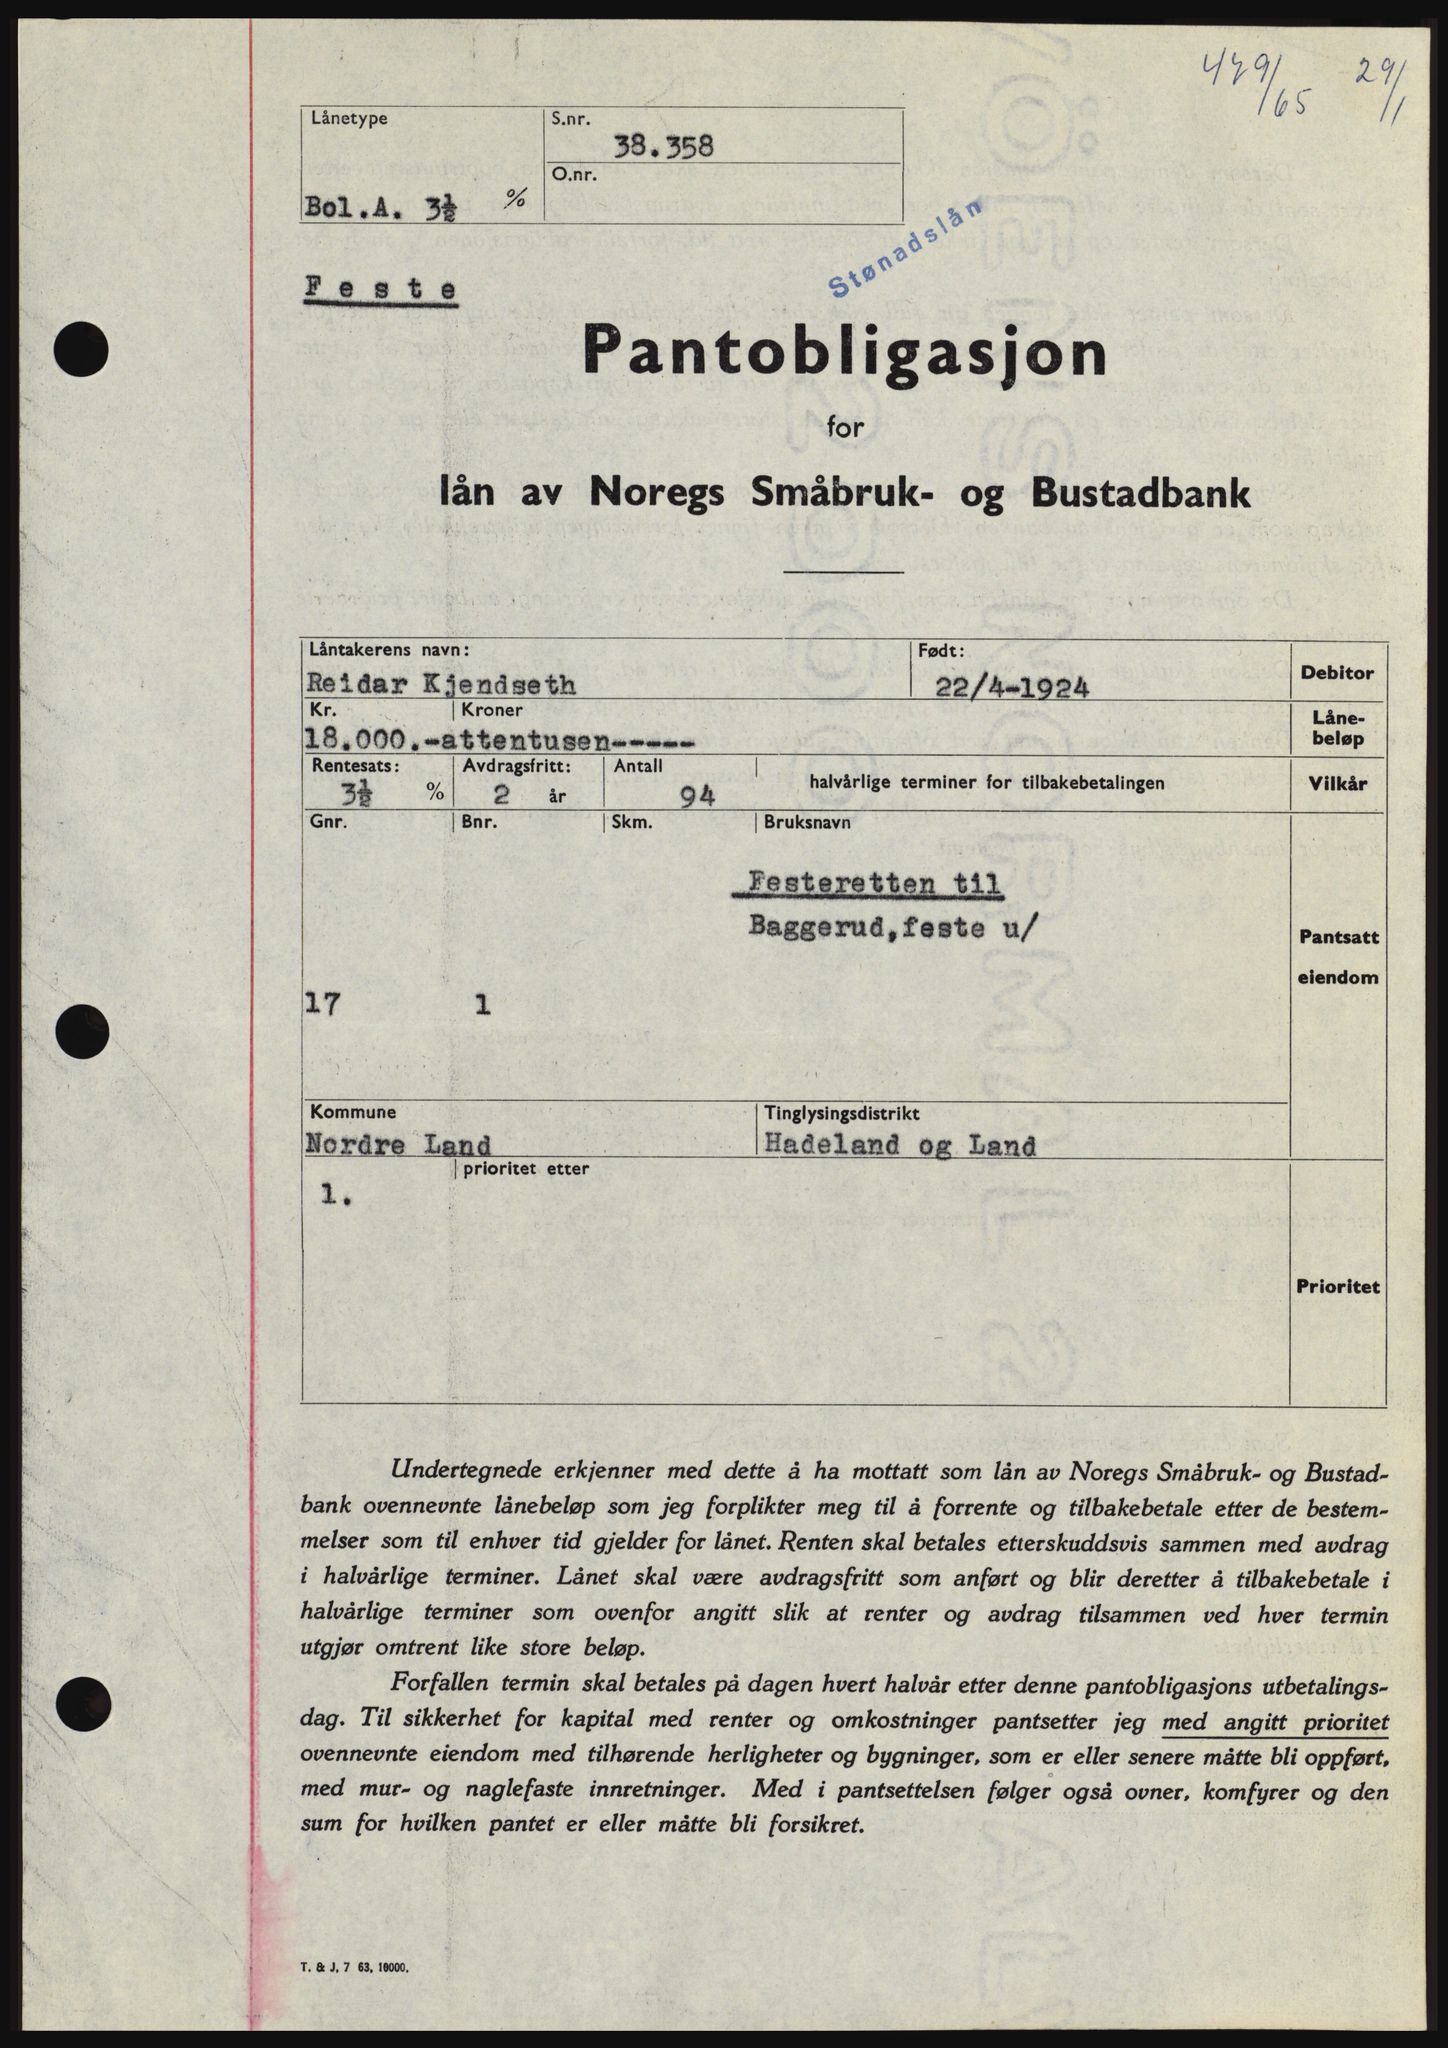 479/65 29/1
Lånetype
S.nr.
38.358
O.nr.
Bol.A. 3½ %
Stønadslån
Feste
Pantobligasjon
for
lån av Noregs Småbruk- og Bustadbank
Låntakerens navn:
Født:
Debitor
Reidar Kjendseth
22/4-1924
Kr.
Kroner
Låne-
beløp
18.000.-attentusen-----
Rentesats:
Avdragsfritt:
Antall
halvårlige terminer for tilbakebetalingen
Vilkår
3½ %
2 år
94
Gnr.
Bnr.
Skm.
Bruksnavn
Festeretten til
Baggerud,feste u/
Pantsatt
eiendom
17
1
Kommune
Tinglysingsdistrikt
Nordre Land
Hadeland og Land
prioritet etter
1.
Prioritet
Undertegnede erkjenner med dette å ha mottatt som lån av Noregs Småbruk- og Bustad-
bank ovennevnte lånebeløp som jeg forplikter meg til å forrente og tilbakebetale etter de bestem-
melser som til enhver tid gjelder for lånet. Renten skal betales etterskuddsvis sammen med avdrag
i halvårlige terminer. Lånet skal være avdragsfritt som anført og blir deretter å tilbakebetale i
halvårlige terminer som ovenfor angitt slik at renter og avdrag tilsammen ved hver termin
utgjør omtrent like store beløp.
Forfallen termin skal betales på dagen hvert halvår etter denne pantobligasjons utbetalings-
dag. Til sikkerhet for kapital med renter og omkostninger pantsetter jeg med angitt prioritet
ovennevnte eiendom med tilhørende herligheter og bygninger, som er eller senere måtte bli oppført,
med mur- og naglefaste innretninger. Med i pantsettelsen følger også ovner, komfyrer og den
sum for hvilken pantet er eller måtte bli forsikret.
T. & J. 7 63. 10000.